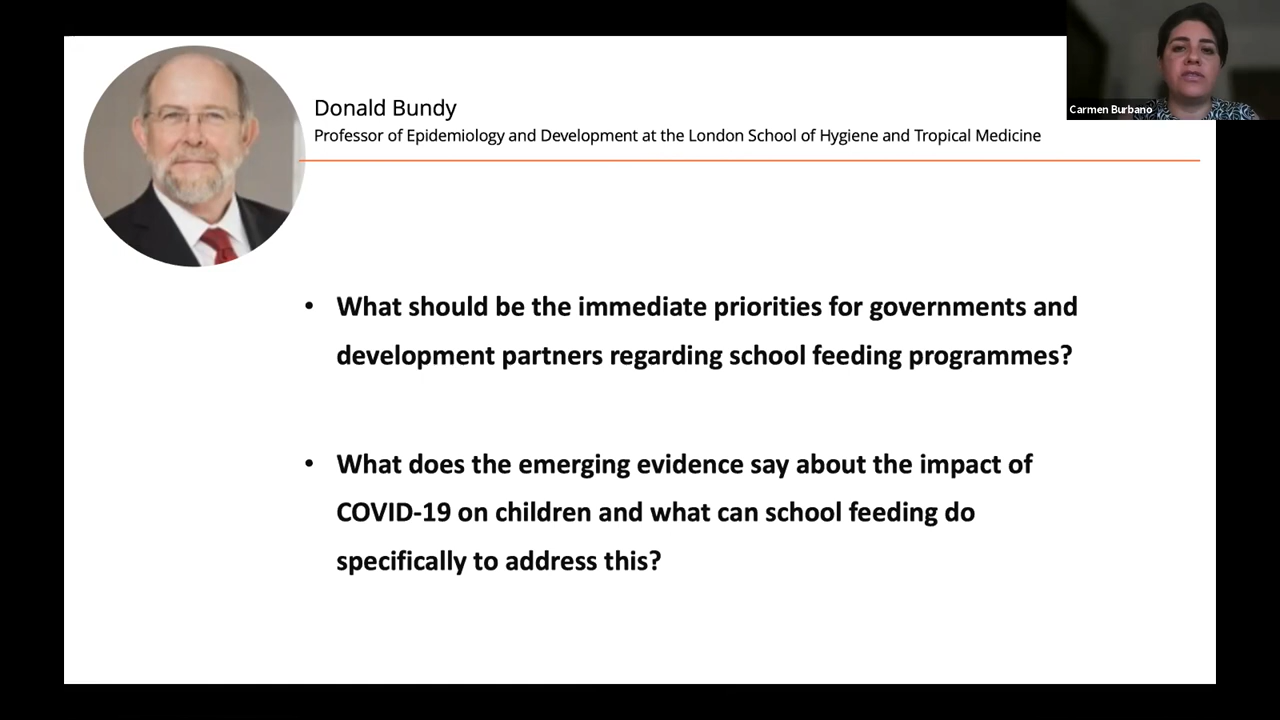 Donald Bundy
Professor of Epidemiology and Development at the London School of Hygiene and Tropical Medicine
Carmen Burbano
• What should be the immediate priorities for governments and
development partners regarding school feeding programmes?
• What does the emerging evidence say about the impact of
COVID-19 on children and what can school feeding do
specifically to address this?